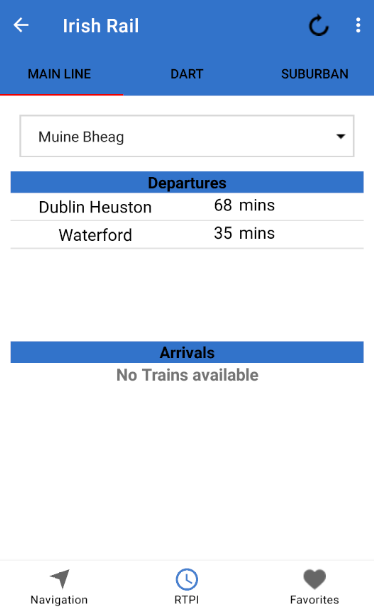 Irish Rail
MAIN LINE DART SUBURBAN
Muine Bheag
Departures
Dublin Heuston 68 mins
Waterford 35 mins
Arrivals
No Trains available
Navigation RTPI Favorites